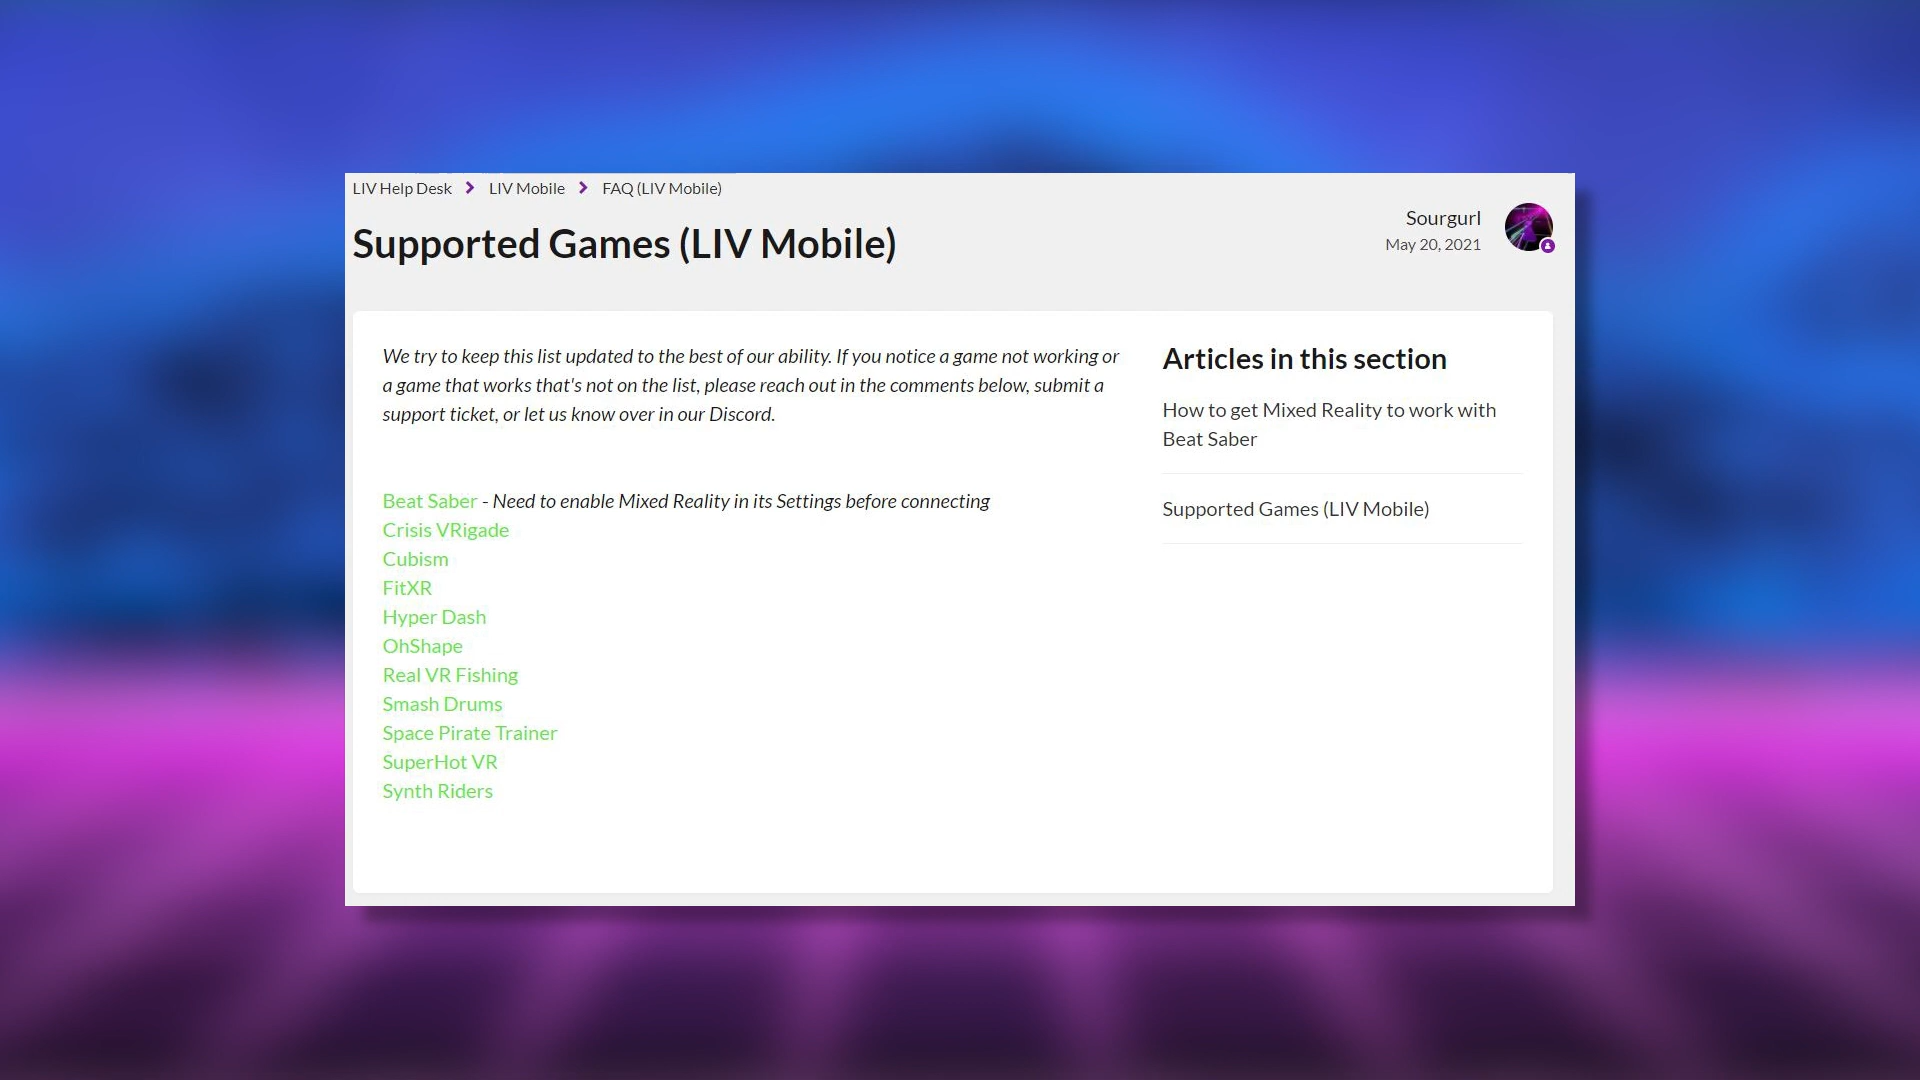 LIV Help Desk > LIV Mobile > FAQ (LIV Mobile)
Supported Games (LIV Mobile)
Sourgurl
May 20, 2021
We try to keep this list updated to the best of our ability. If you notice a game not working or
a game that works that's not on the list, please reach out in the comments below, submit a
support ticket, or let us know over in our Discord.
Beat Saber - Need to enable Mixed Reality in its Settings before connecting
Crisis VRigade
Cubism
FitXR
Hyper Dash
OhShape
Real VR Fishing
Smash Drums
Space Pirate Trainer
SuperHot VR
Synth Riders
Articles in this section
How to get Mixed Reality to work with
Beat Saber
Supported Games (LIV Mobile)